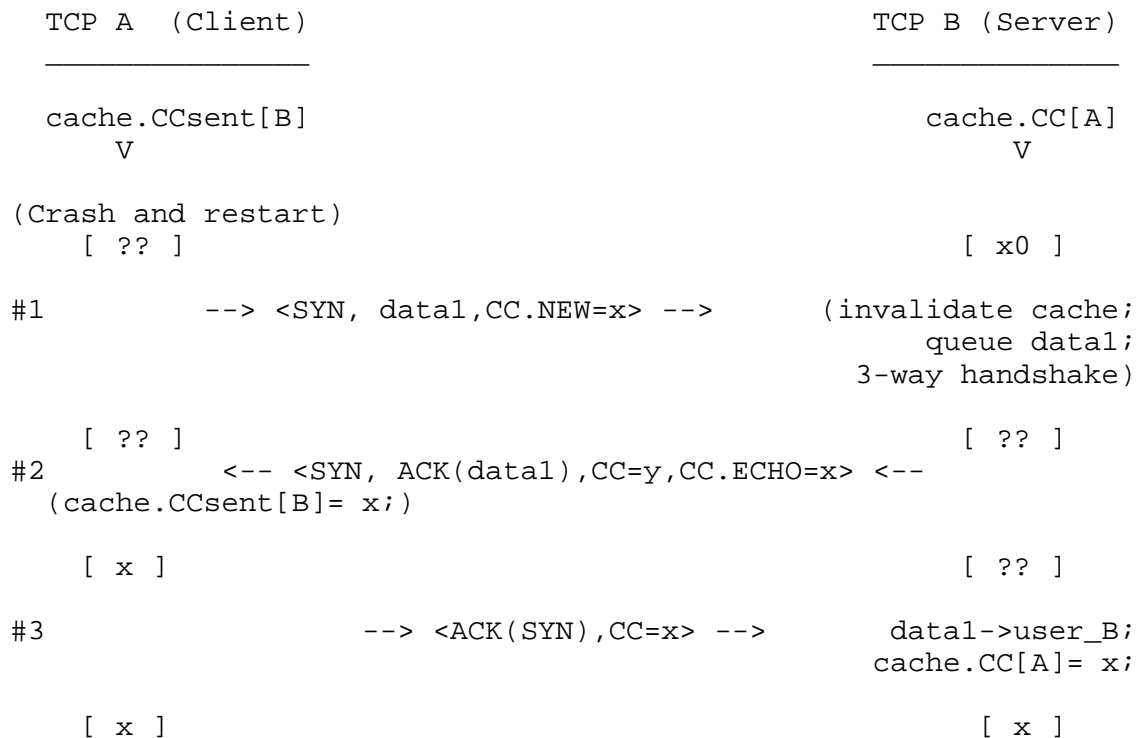 TCP A  (Client)                                TCP B (Server)
_______________                                ______________
cache.CCsent[B]                                   cache.CC[A]
V                                                  V
(Crash and restart)
[ ?? ]                                            [ x0 ]
#1           --> <SYN, data1,CC.NEW=x> -->      (invalidate cache;
queue data1;
3-way handshake)
[ ?? ]                                            [ ?? ]
#2          <-- <SYN, ACK(data1),CC=y,CC.ECHO=x> <--
(cache.CCsent[B]= x;)
[ x ]                                             [ ?? ]
#3                    --> <ACK(SYN),CC=x> -->       data1->user_B;
cache.CC[A]= x;
[ x ]                                              [ x ]